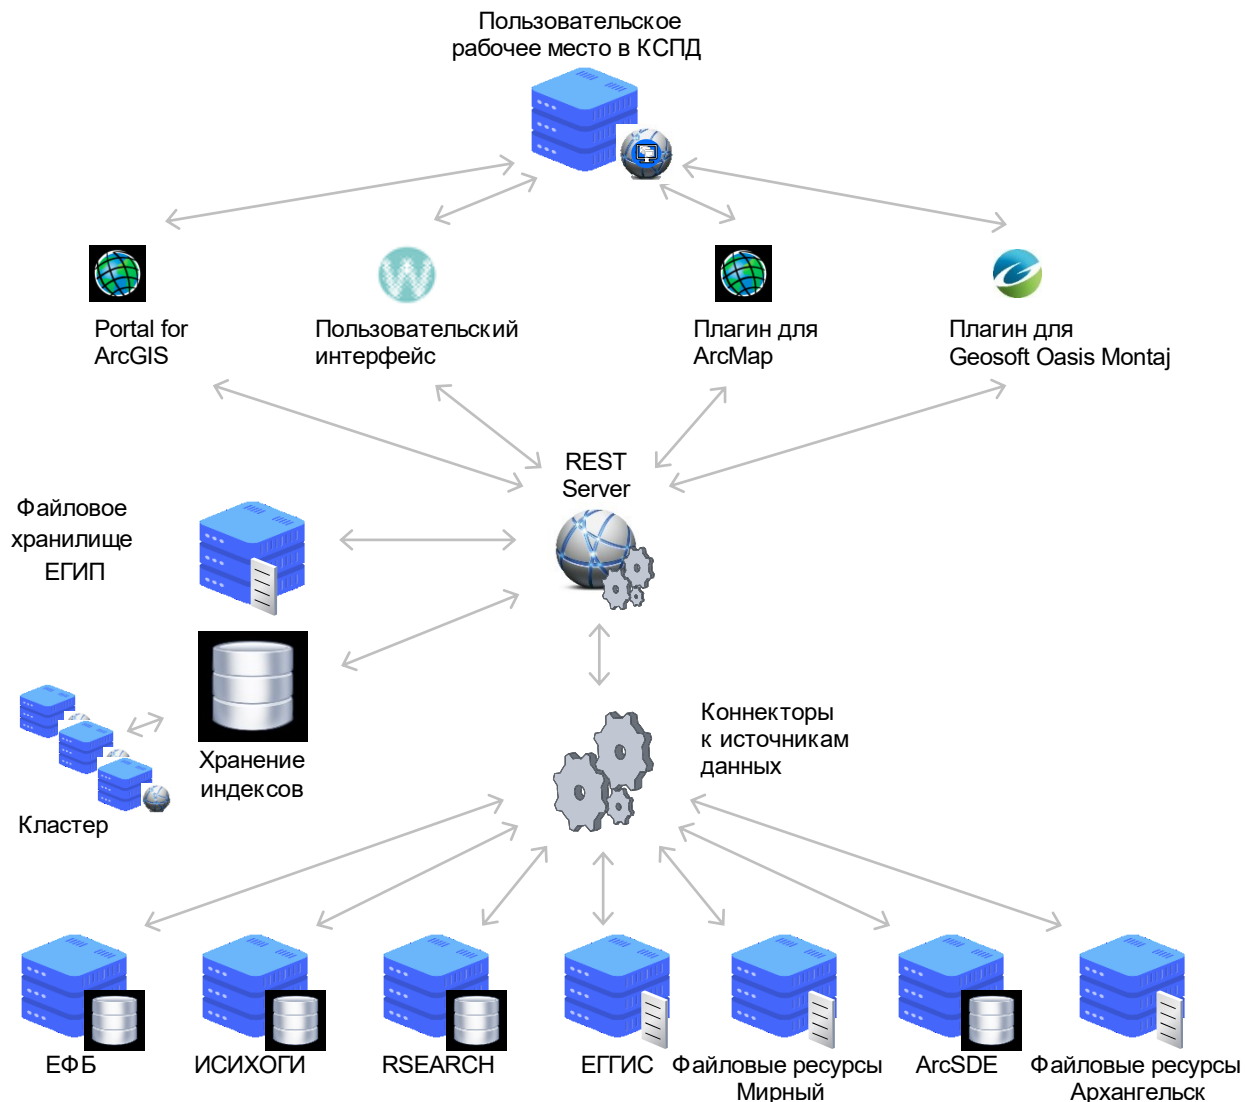 Пользовательское
рабочее место в КСПД
W
Portal for
ArcGIS
Пользовательский
интерфейс
Плагин для
ArcMap
Плагин для
Geosoft Oasis Montaj
REST
Server
Файловое
хранилище
ЕГИП
Хранение
индексов
Кластер
Коннекторы
к источникам
данных
ЕФБ
ИСИХОГИ
RSEARCH
ЕГГИС
Файловые ресурсы
Мирный
ArcSDE
Файловые ресурсы
Архангельск